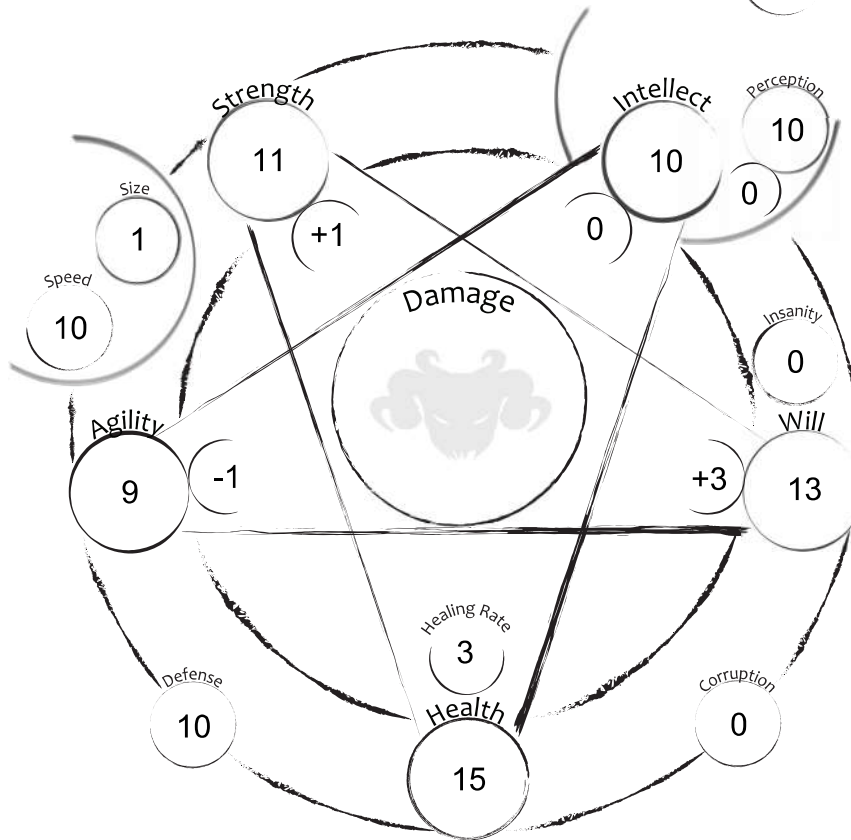 Strength
11
+1
Intellect
10
0
Perception
10
0
Size
1
Speed
10
Damage
Insanity
0
Agility
9
-1
Will
13
+3
Healing Rate
3
Health
15
Defense
10
Corruption
0